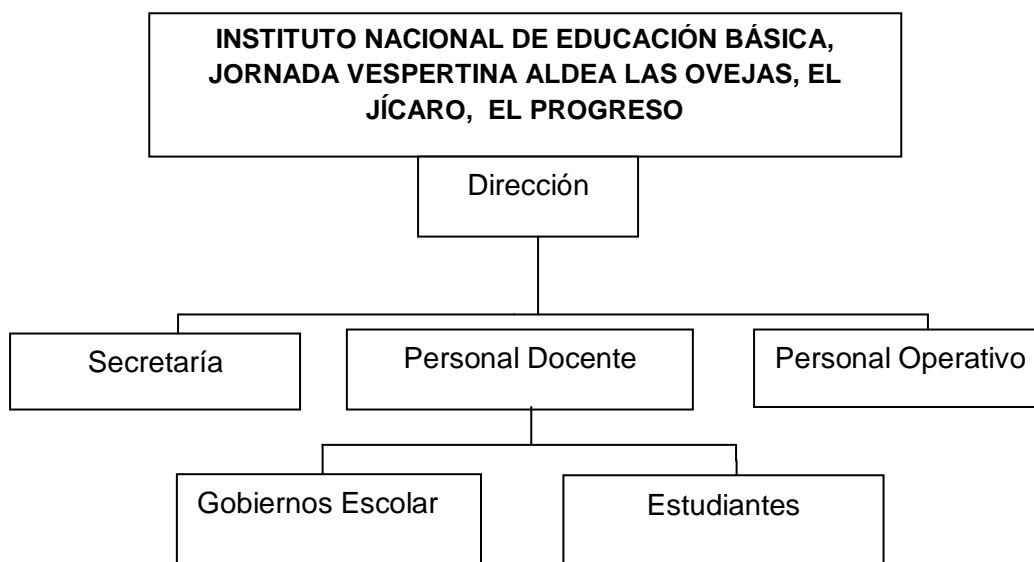 INSTITUTO NACIONAL DE EDUCACIÓN BÁSICA,
JORNADA VESPERTINA ALDEA LAS OVEJAS, EL
JÍCARO, EL PROGRESO
Dirección
Secretaría
Personal Docente
Personal Operativo
Gobiernos Escolar
Estudiantes